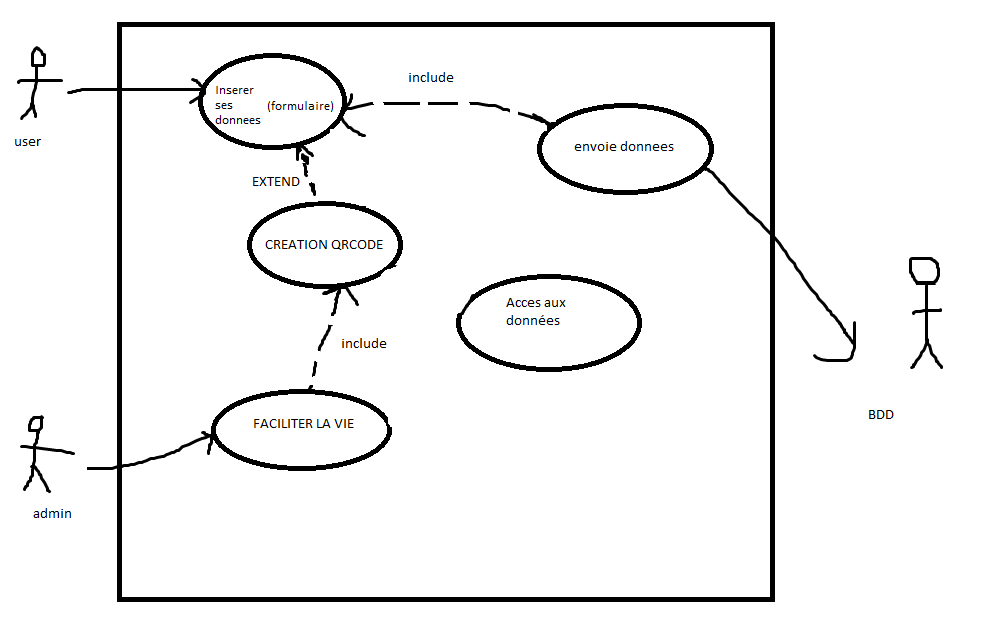 include
Inserer
ses
donnees
(formulaire)
user
envoie donnees
EXTEND
CREATION QRCODE
Acces aux
données
include
BDD
FACILITER LA VIE
admin